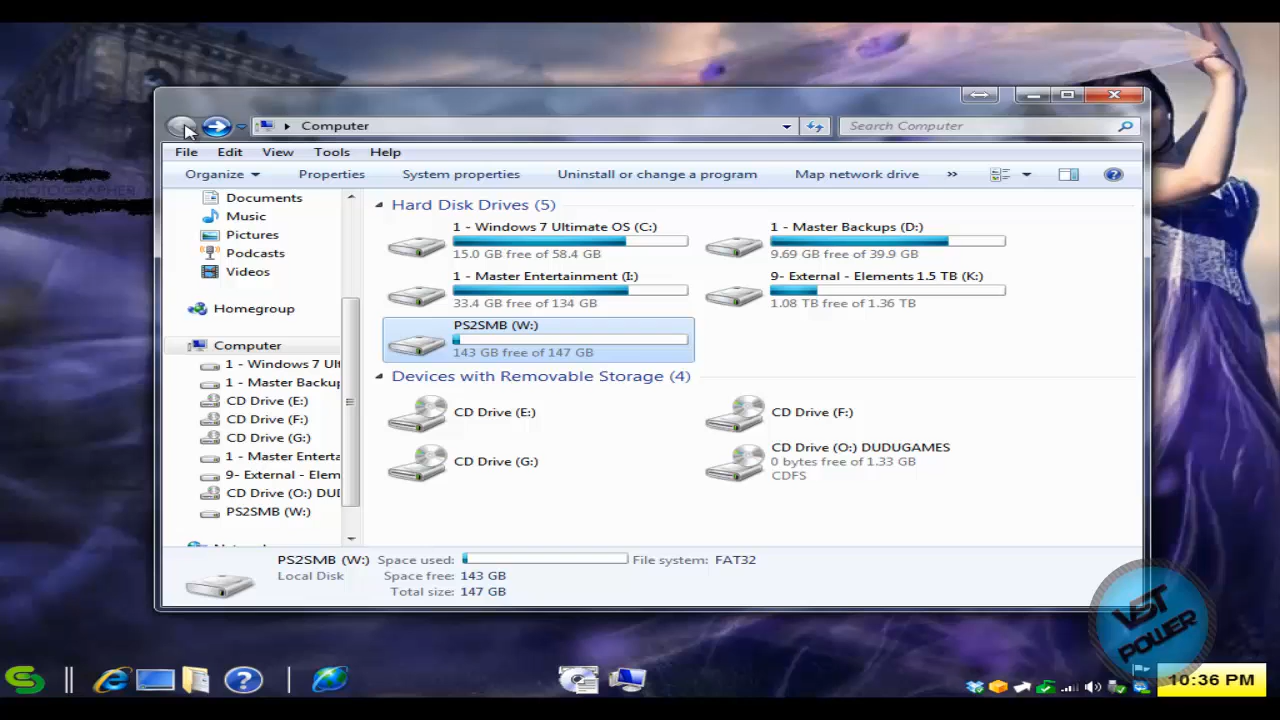 Computer
Search Computer
File Edit View Tools Help
Organize Properties System properties Uninstall or change a program Map network drive »
Documents
Music
Pictures
Podcasts
Videos
Homegroup
Computer
1 - Windows 7 Ult
1 - Master Backup
CD Drive (E:)
CD Drive (F:)
CD Drive (G:)
1 - Master Enterta
9- External - Elem
CD Drive (O:) DUI
PS2SMB (W:)
Hard Disk Drives (5)
1 - Windows 7 Ultimate OS (C:)
15.0 GB free of 58.4 GB
1 - Master Backups (D:)
9.69 GB free of 39.9 GB
1 - Master Entertainment (I:)
33.4 GB free of 134 GB
9- External - Elements 1.5 TB (K:)
1.08 TB free of 1.36 TB
PS2SMB (W:)
143 GB free of 147 GB
Devices with Removable Storage (4)
CD Drive (E:)
CD Drive (F:)
CD Drive (G:)
CD Drive (O:) DUDUGAMES
0 bytes free of 1.33 GB
CDFS
PS2SMB (W:) Space used: File system: FAT32
Local Disk Space free: 143 GB
Total size: 147 GB
VST
POWER
10:36 PM